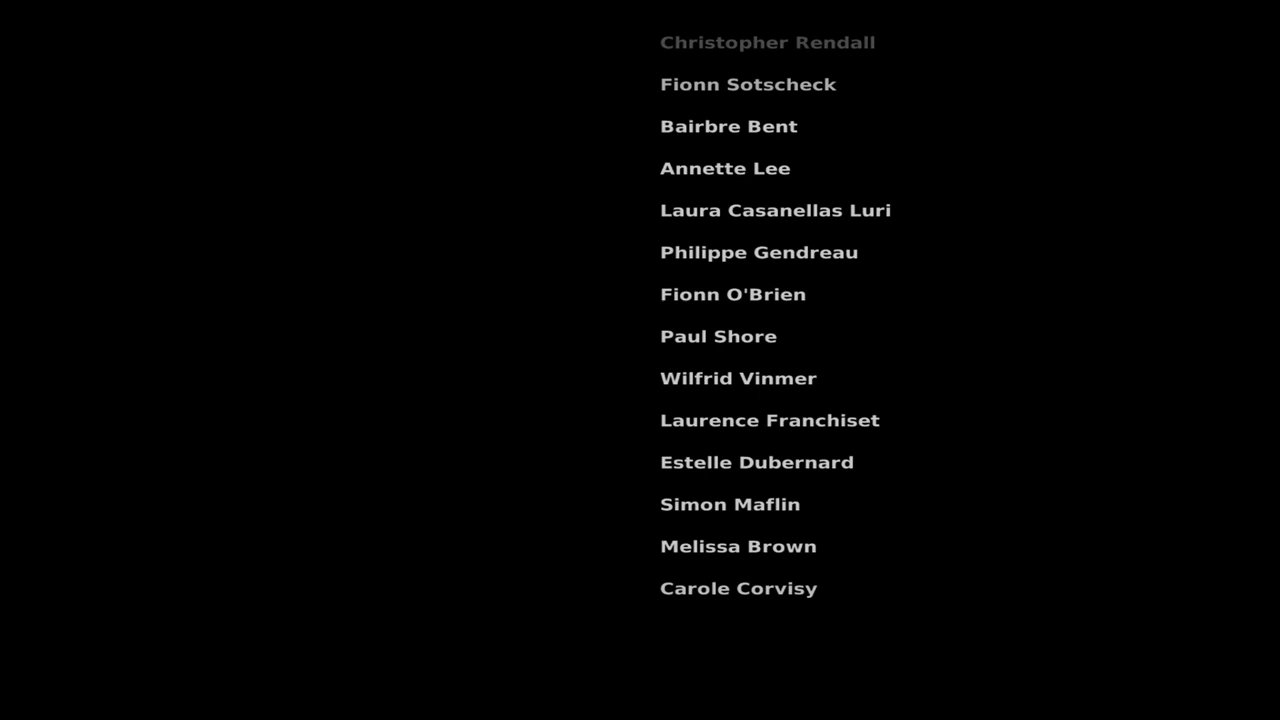 Christopher Rendall
Fionn Sotscheck
Bairbre Bent
Annette Lee
Laura Casanellas Luri
Philippe Gendreau
Fionn O'Brien
Paul Shore
Wilfrid Vinmer
Laurence Franchiset
Estelle Dubernard
Simon Maflin
Melissa Brown
Carole Corvisy